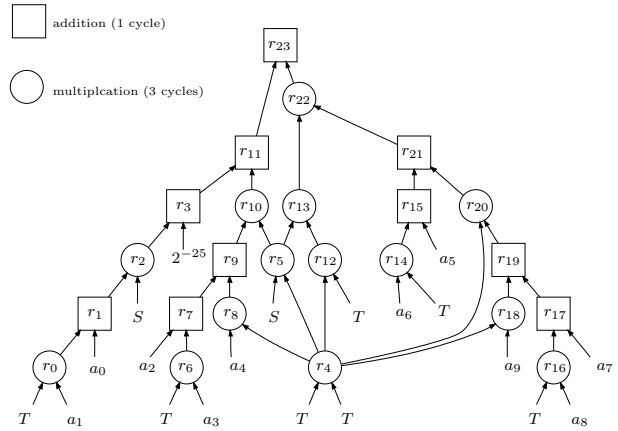 addition (1 cycle)
r₂₃
multiplcation (3 cycles)
r₂₂
r₁₁ r₂₁
r₃ r₁₀ r₁₃ r₁₅ r₂₀
r₂ 2⁻²⁵ r₉ r₅ r₁₂ r₁₄ a₅ r₁₉
r₁ S r₇ r₈ S T a₆ T r₁₈ r₁₇
r₀ a₀ a₂ r₆ a₄ r₄ a₉ r₁₆ a₇
T a₁ T a₃ T T T a₈